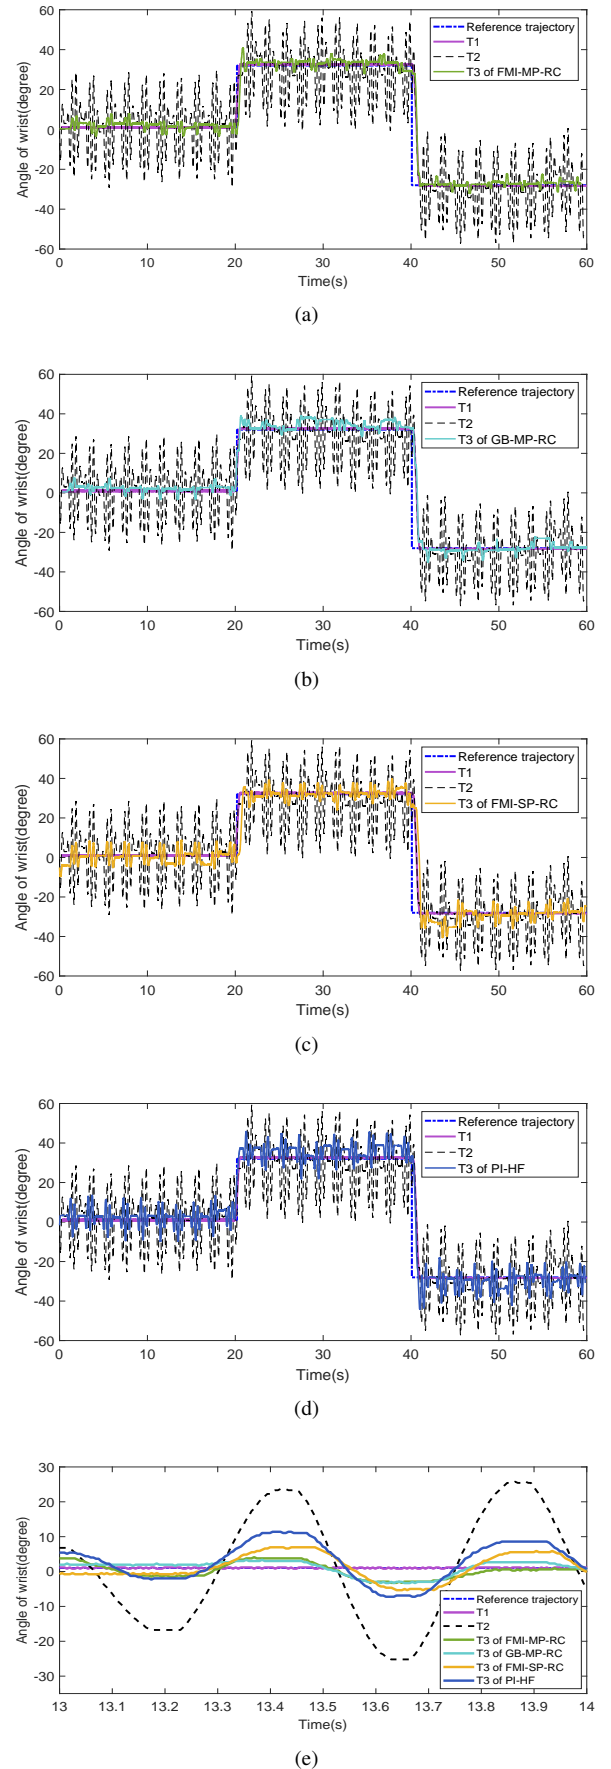 60
40
20
0
-20
-40
-60
Angle of wrist(degree)
Reference trajectory
T1
T2
T3 of FMI-MP-RC
0 10 20 30 40 50 60
Time(s)
(a)
60
40
20
0
-20
-40
-60
Angle of wrist(degree)
Reference trajectory
T1
T2
T3 of GB-MP-RC
0 10 20 30 40 50 60
Time(s)
(b)
60
40
20
0
-20
-40
-60
Angle of wrist(degree)
Reference trajectory
T1
T2
T3 of FMI-SP-RC
0 10 20 30 40 50 60
Time(s)
(c)
60
40
20
0
-20
-40
-60
Angle of wrist(degree)
Reference trajectory
T1
T2
T3 of PI-HF
0 10 20 30 40 50 60
Time(s)
(d)
30
20
10
0
-10
-20
-30
Angle of wrist(degree)
Reference trajectory
T1
T2
T3 of FMI-MP-RC
T3 of GB-MP-RC
T3 of FMI-SP-RC
T3 of PI-HF
13 13.1 13.2 13.3 13.4 13.5 13.6 13.7 13.8 13.9 14
Time(s)
(e)